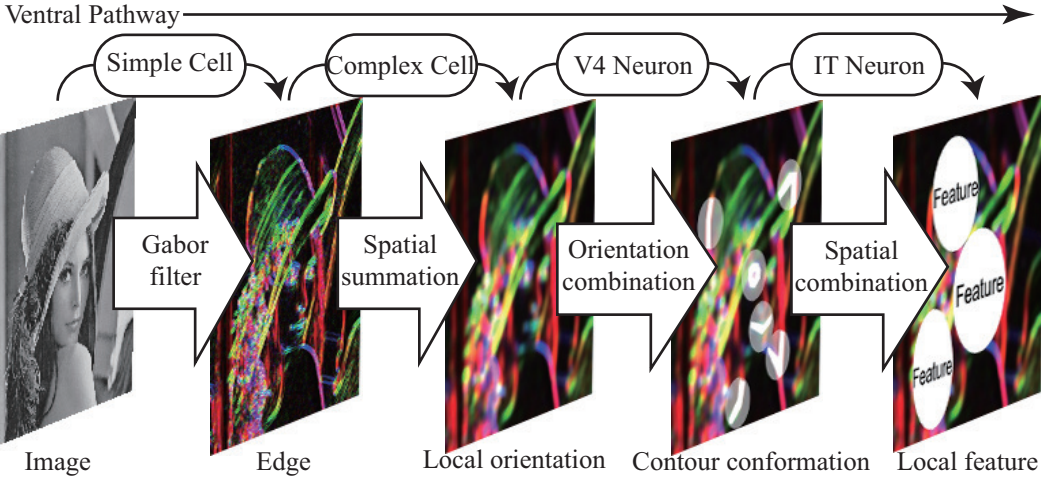 Ventral Pathway
Simple Cell
Complex Cell
V4 Neuron
IT Neuron
Gabor
filter
Spatial
summation
Orientation
combination
Spatial
combination
Feature
Feature
Feature
Image
Edge
Local orientation
Contour conformation
Local feature